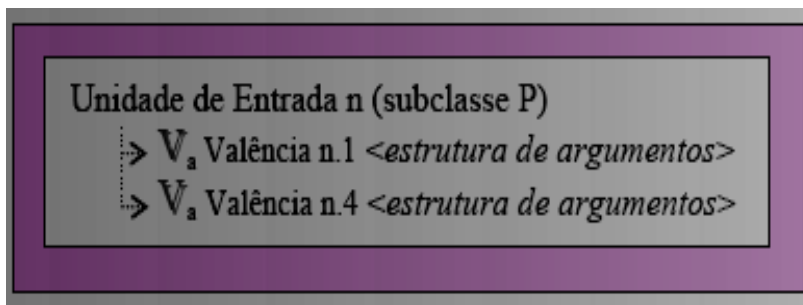 Unidade de Entrada n (subclasse P)
𝕍a Valência n.1 <estrutura de argumentos>
𝕍a Valência n.4 <estrutura de argumentos>